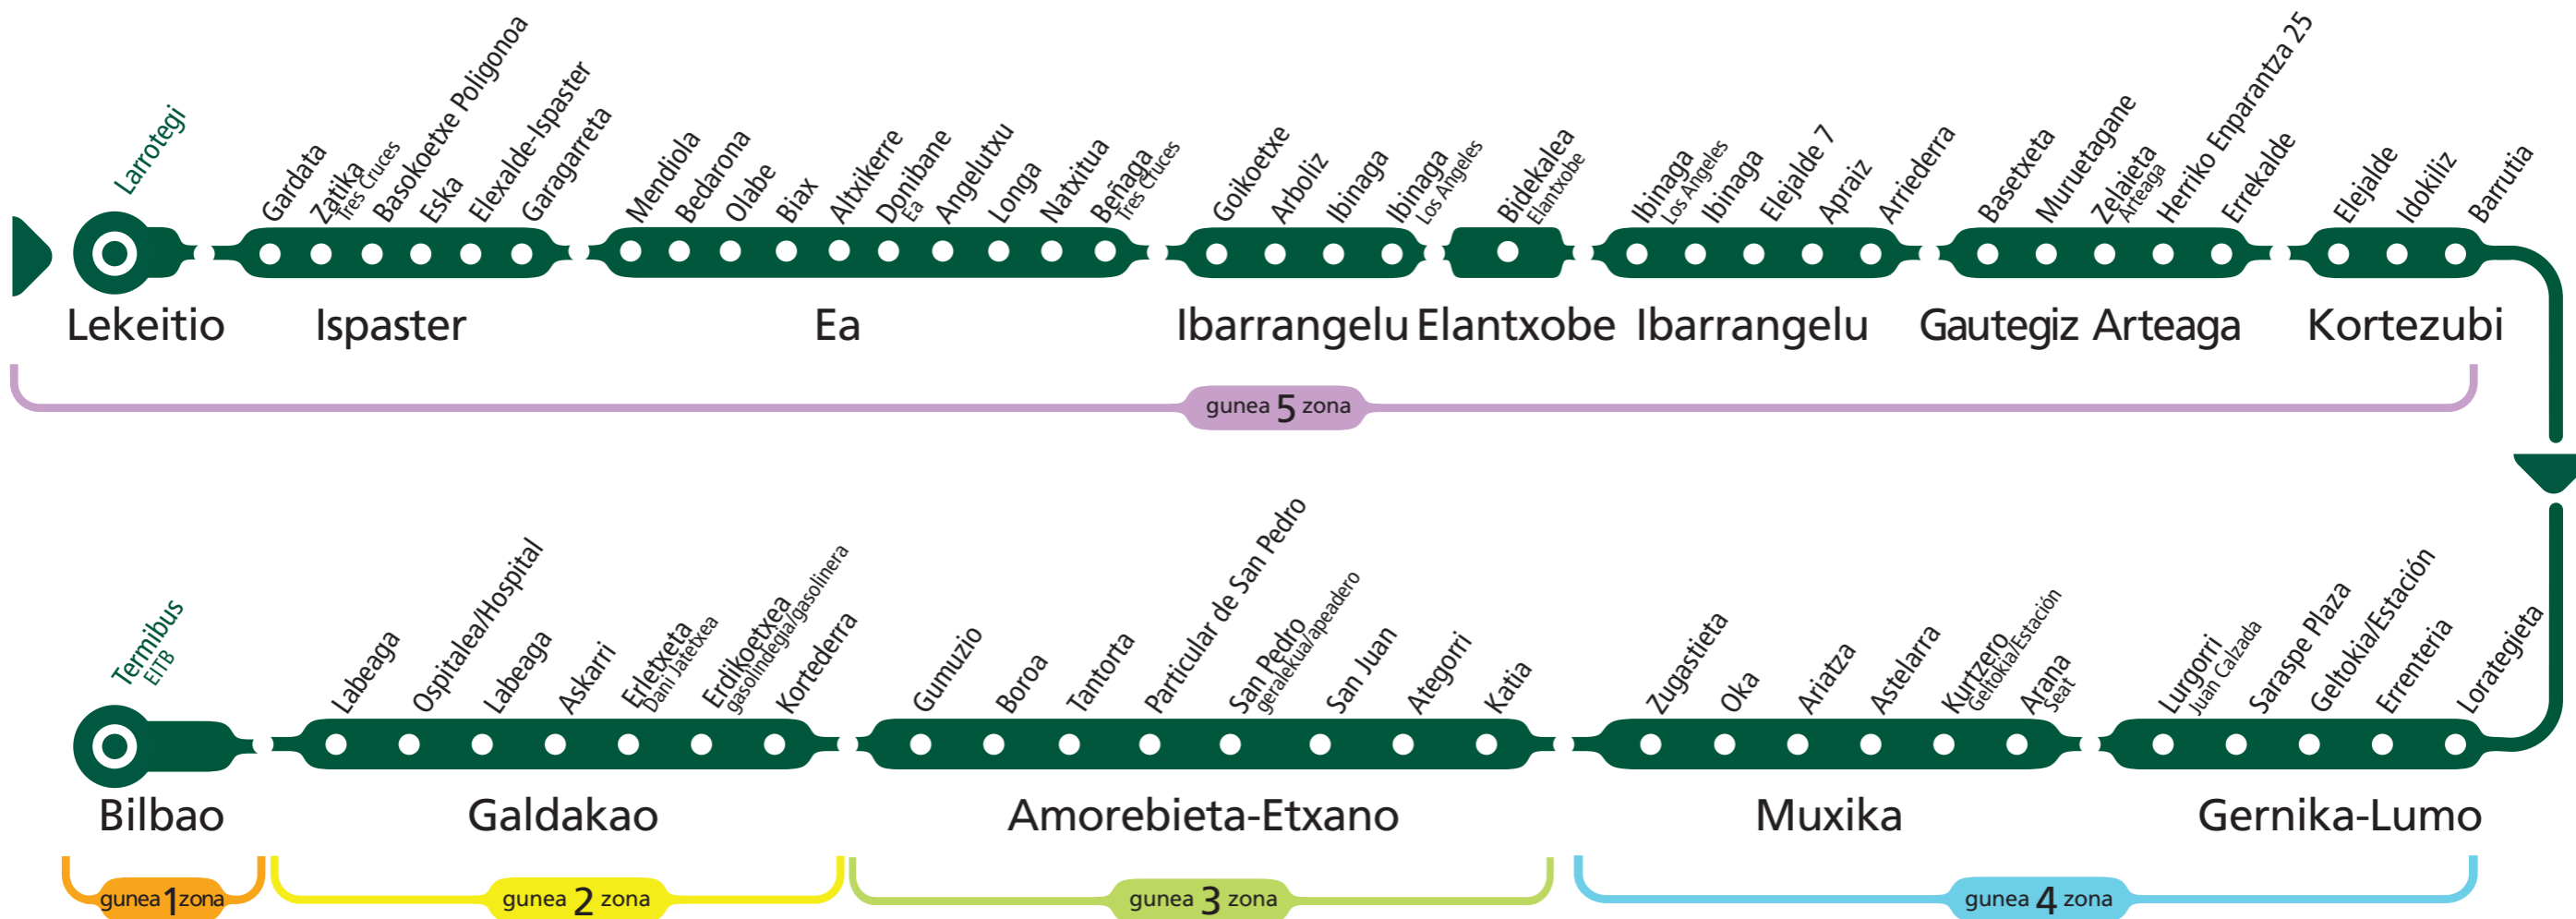 Larrotegi
Gardata
Zatika
Tres Cruces
Basokoetxe Poligonoa
Eska
Elexalde-Ispaster
Garagarreta
Mendiola
Bedarona
Olabe
Biax
Altxikerre
Donibane
Ea
Angelutxu
Longa
Natxitua
Beñaga
Tres Cruces
Goikoetxe
Arboliz
Ibinaga
Ibinaga
Los Angeles
Bidekalea
Elantxobe
Ibinaga
Los Angeles
Ibinaga
Elejalde 7
Apraiz
Arriederra
Basetxeta
Muruetagane
Zelaieta
Arteaga
Herriko Enparantza 25
Errekalde
Elejalde
Idokiliz
Barrutia
Lekeitio
Ispaster
Ea
Ibarrangelu
Elantxobe
Ibarrangelu
Gautegiz Arteaga
Kortezubi
gunea 5 zona
Termibus
EITB
Labeaga
Ospitalea/Hospital
Labeaga
Askarri
Erletxeta
Dani Jatetxea
Erdikoetxea
gasolindegia/gasolinera
Kortederra
Gumuzio
Boroa
Tantorta
Particular de San Pedro
San Pedro
geralekua/apeadero
San Juan
Ategorri
Katia
Zugastieta
Oka
Ariatza
Astelarra
Kurtzero
Geltokia/Estación
Arana
Seat
Lurgorri
Juan Calzada
Saraspe Plaza
Geltokia/Estación
Errenteria
Lorategieta
Bilbao
Galdakao
Amorebieta-Etxano
Muxika
Gernika-Lumo
gunea 1 zona
gunea 2 zona
gunea 3 zona
gunea 4 zona